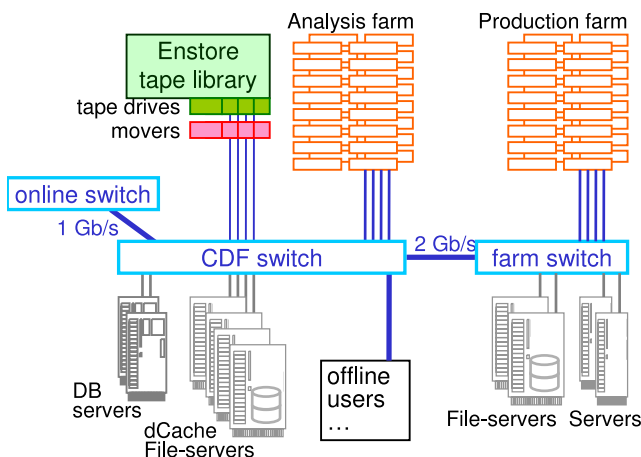 Analysis farm
Production farm
Enstore
tape library
tape drives
movers
online switch
1 Gb/s
CDF switch
2 Gb/s
farm switch
DB
servers
dCache
File-servers
offline
users
...
File-servers
Servers